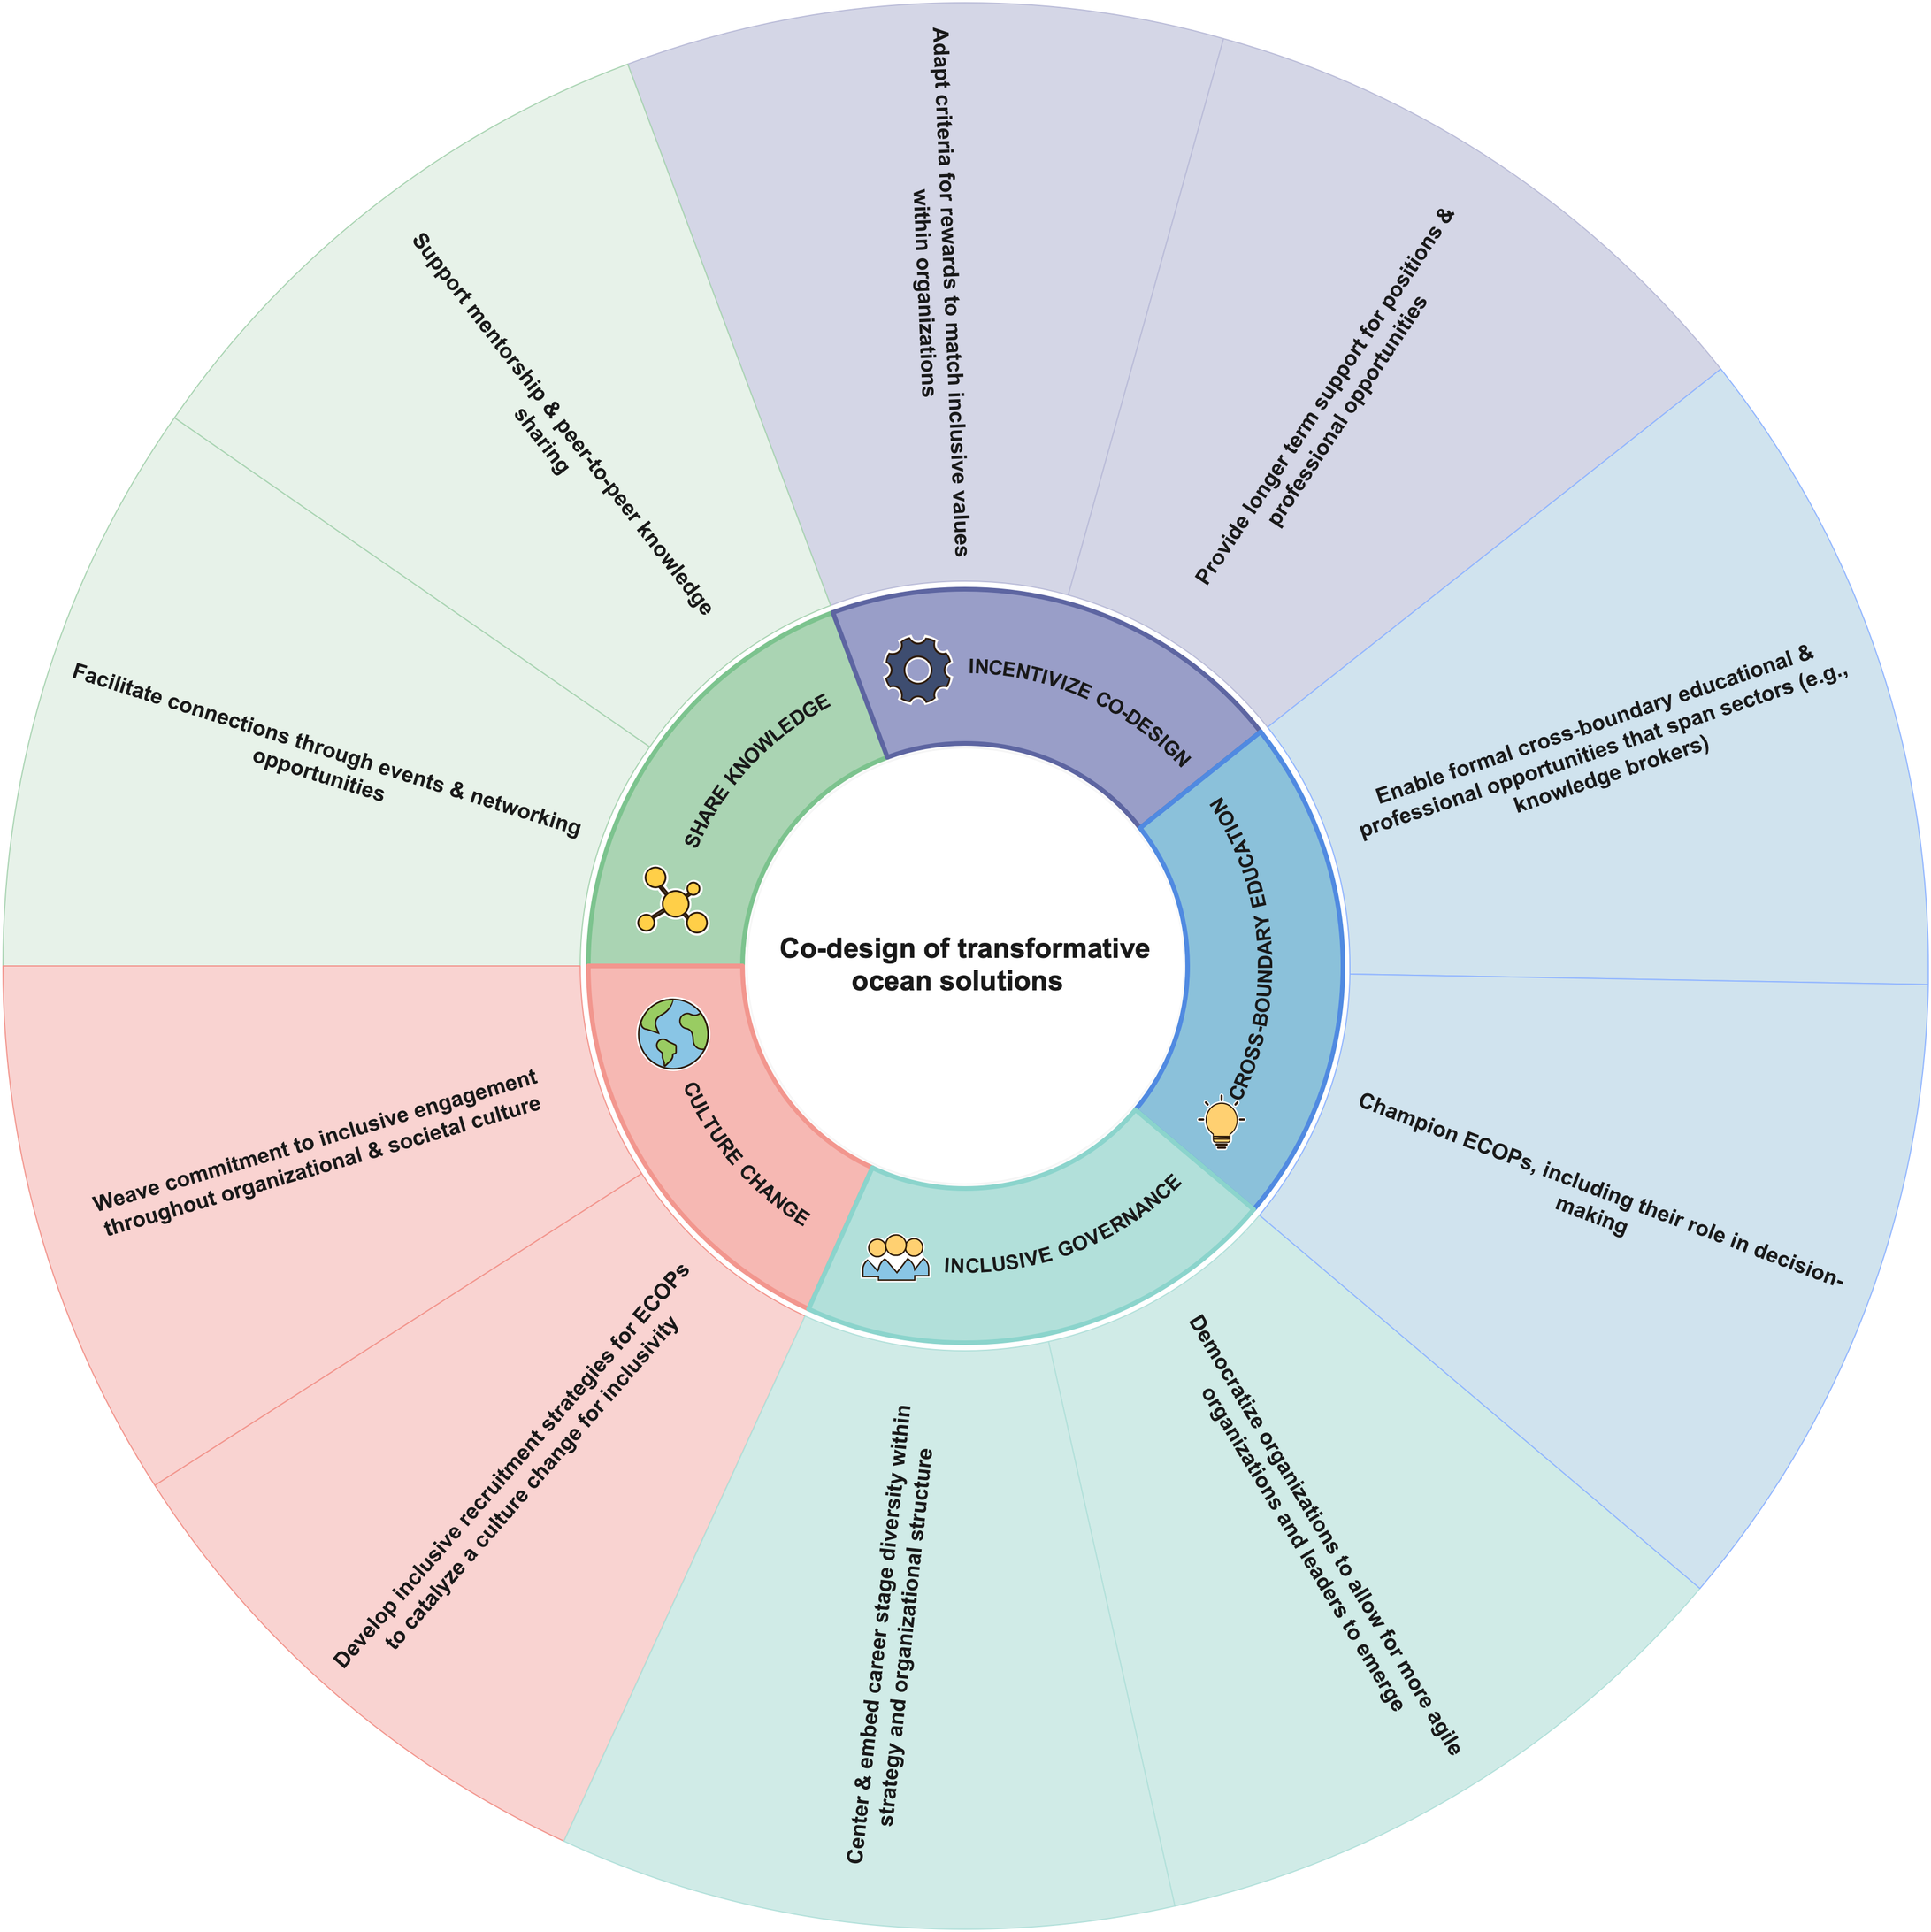 Co-design of transformative
ocean solutions
INCENTIVIZE CO-DESIGN
Adapt criteria for rewards to match inclusive values
within organizations
Provide longer term support for positions &
professional opportunities
CROSS-BOUNDARY EDUCATION
Enable formal cross-boundary educational &
professional opportunities that span sectors (e.g.,
knowledge brokers)
Champion ECOPs, including their role in decision-
making
INCLUSIVE GOVERNANCE
Democratize organizations to allow for more agile
organizations and leaders to emerge
Center & embed career stage diversity within
strategy and organizational structure
CULTURE CHANGE
Develop inclusive recruitment strategies for ECOPs
to catalyze a culture change for inclusivity
Weave commitment to inclusive engagement
throughout organizational & societal culture
SHARE KNOWLEDGE
Facilitate connections through events & networking
opportunities
Support mentorship & peer-to-peer knowledge
sharing